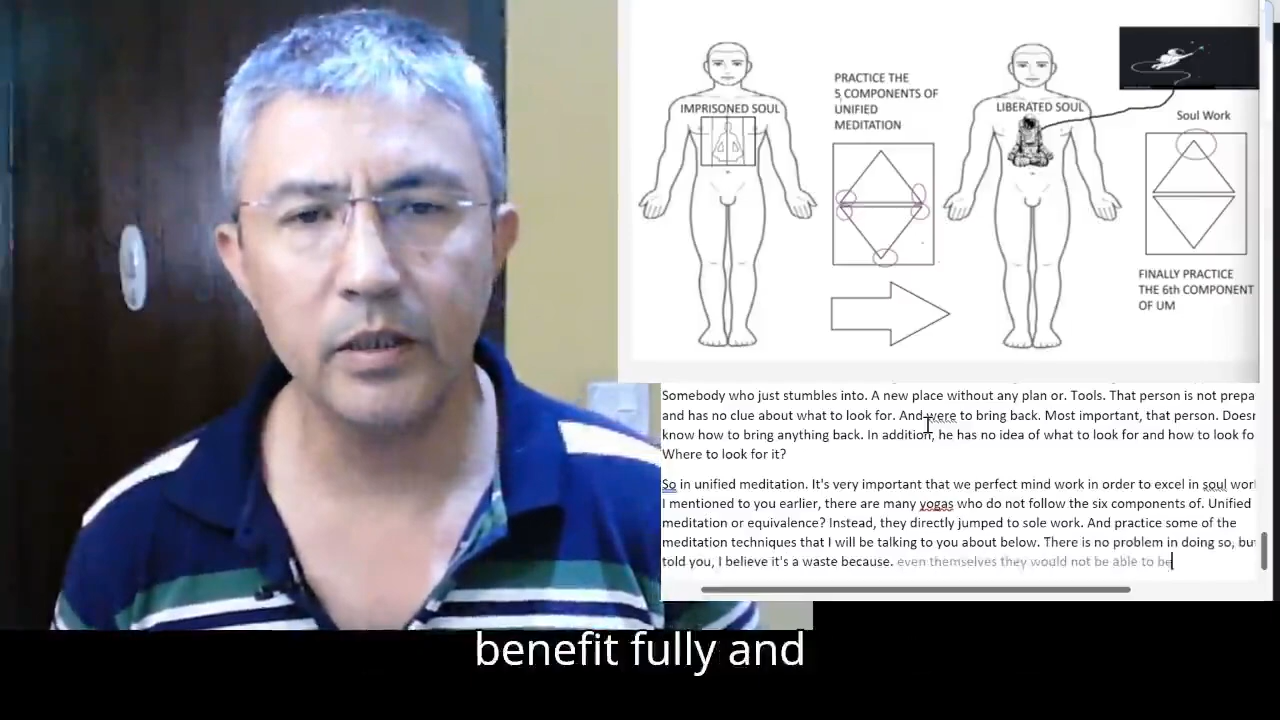 PRACTICE THE
5 COMPONENTS OF
UNIFIED
MEDITATION
IMPRISONED SOUL
LIBERATED SOUL
Soul Work
FINALLY PRACTICE
THE 6th COMPONENT
OF UM
Somebody who just stumbles into. A new place without any plan or. Tools. That person is not prepa
and has no clue about what to look for. And were to bring back. Most important, that person. Doesn
know how to bring anything back. In addition, he has no idea of what to look for and how to look fo
Where to look for it?
So in unified meditation. It's very important that we perfect mind work in order to excel in soul wor
I mentioned to you earlier, there are many yogas who do not follow the six components of. Unified
meditation or equivalence? Instead, they directly jumped to sole work. And practice some of the
meditation techniques that I will be talking to you about below. There is no problem in doing so, but
told you, I believe it's a waste because. even themselves they would not be able to be
benefit fully and